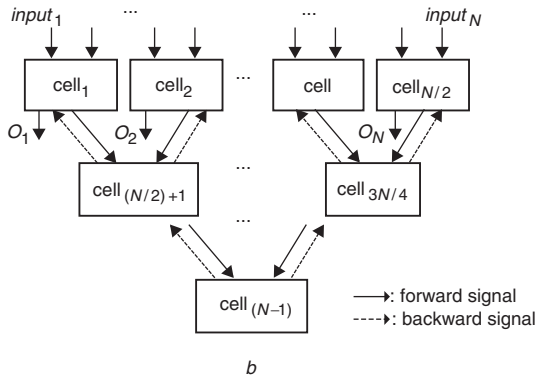 input1 ... ... inputN
cell1 cell2 ... cell cellN/2
O1 O2 ON
cell(N/2)+1 ... cell3N/4
...
cell(N–1)
: forward signal
: backward signal
b